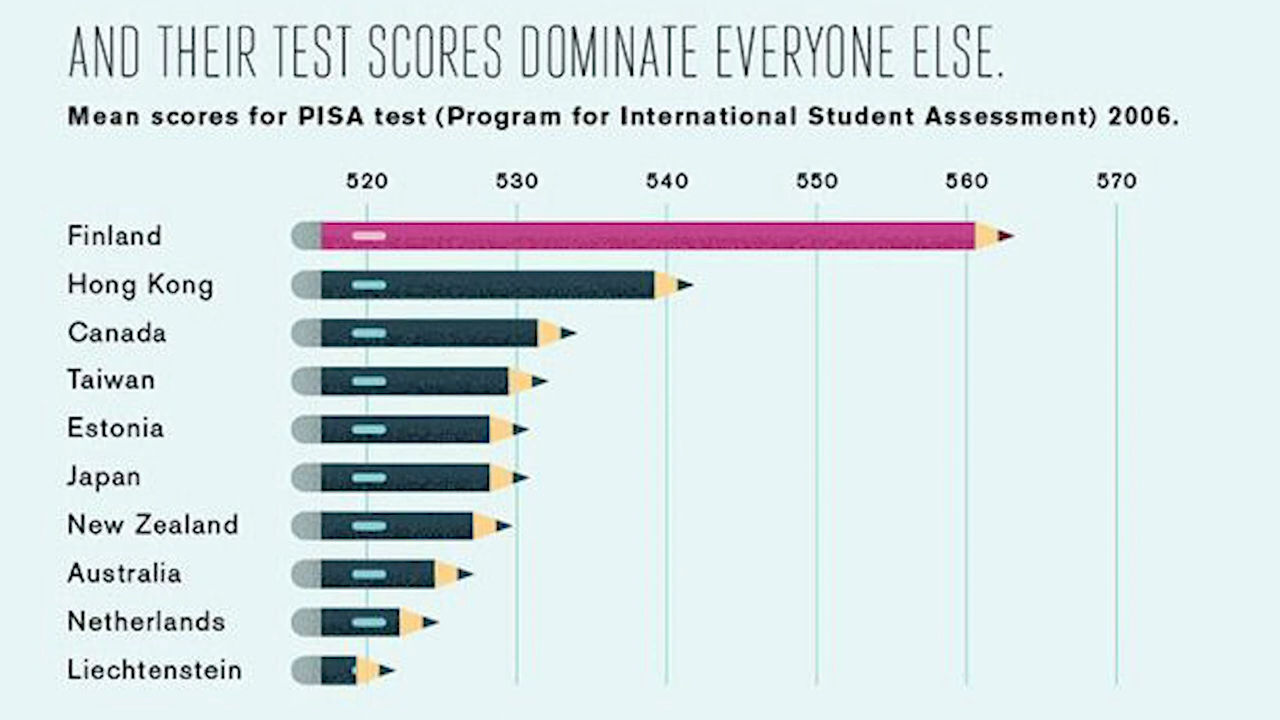 AND THEIR TEST SCORES DOMINATE EVERYONE ELSE.
Mean scores for PISA test (Program for International Student Assessment) 2006.
520 530 540 550 560 570
Finland
Hong Kong
Canada
Taiwan
Estonia
Japan
New Zealand
Australia
Netherlands
Liechtenstein